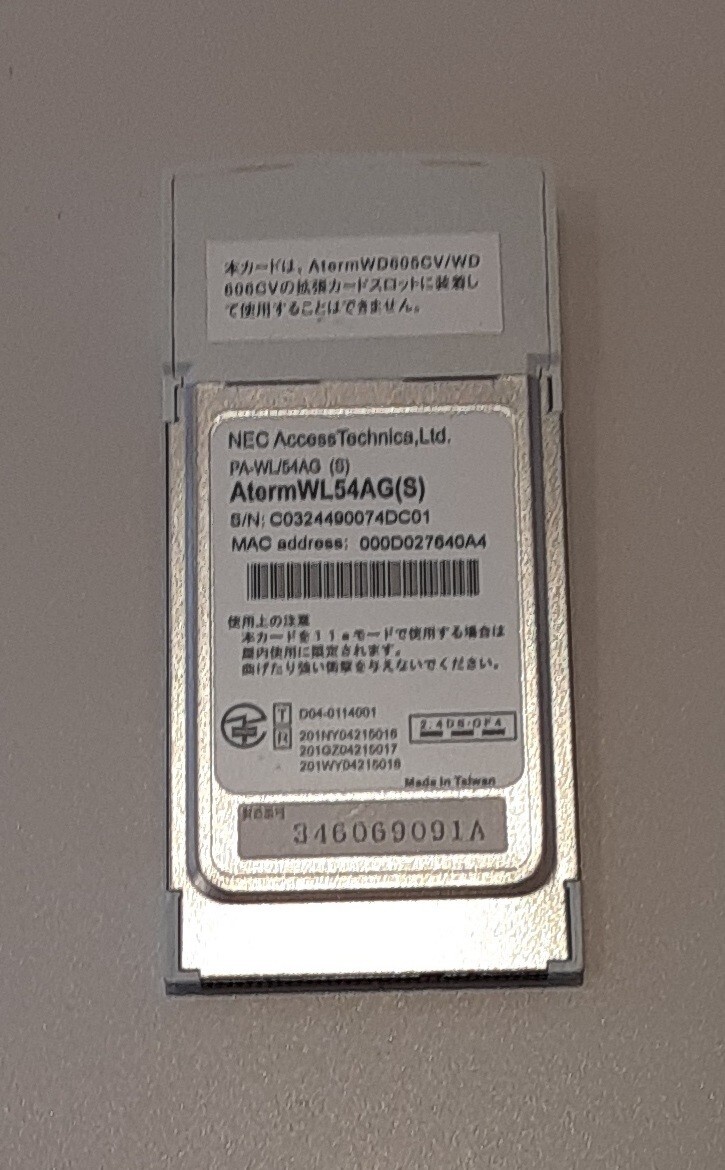 本カードは、AtermWD605CV/WD
606CVの拡張カードスロットに装着し
て使用することはできません。
NEC AccessTechnica,Ltd.
PA-WL/54AG (S)
AtermWL54AG(S)
S/N: C0324490074DC01
MAC address: 000D027640A4
使用上の注意
本カードを11aモードで使用する場合は
屋内使用に限定されます。
曲げたり強い衝撃を与えないでください。
T D04-0114001
R 201NY04215016
201GZ04215017
201WY04215018
2.4DS/OF4
Made in Taiwan
製造番号
346069091A